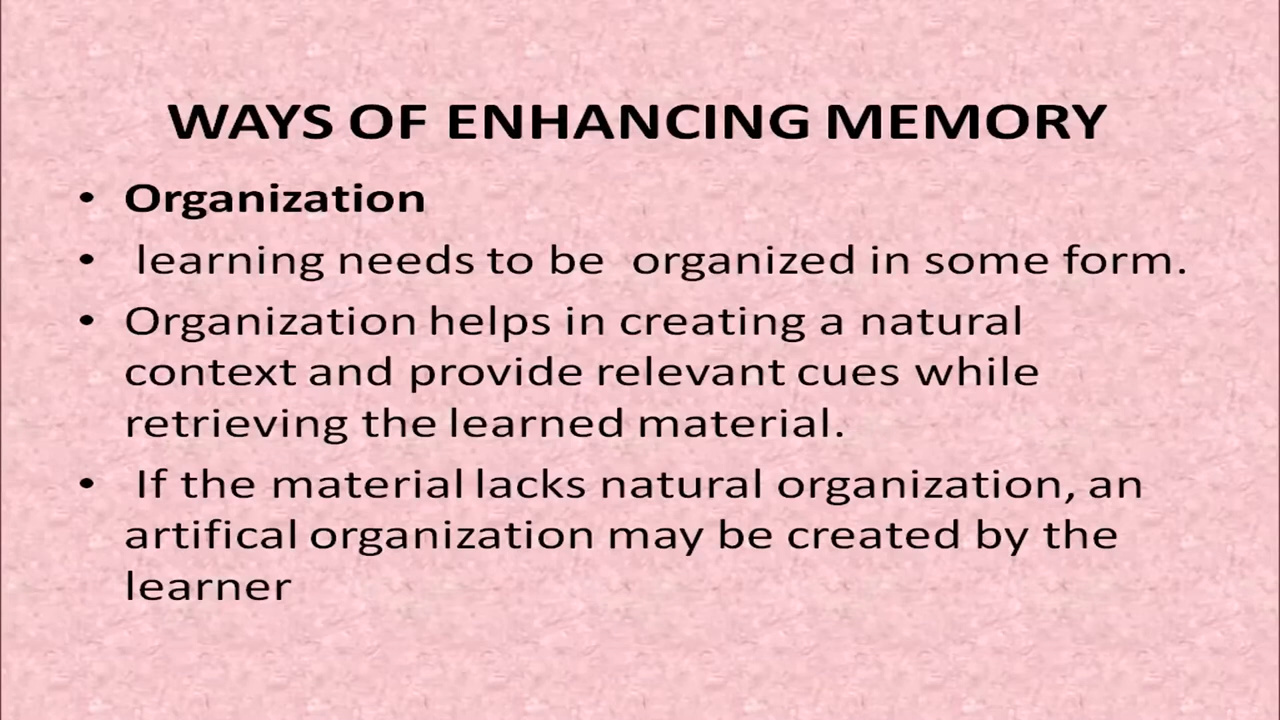 WAYS OF ENHANCING MEMORY
• Organization
• learning needs to be organized in some form.
• Organization helps in creating a natural
context and provide relevant cues while
retrieving the learned material.
• If the material lacks natural organization, an
artifical organization may be created by the
learner